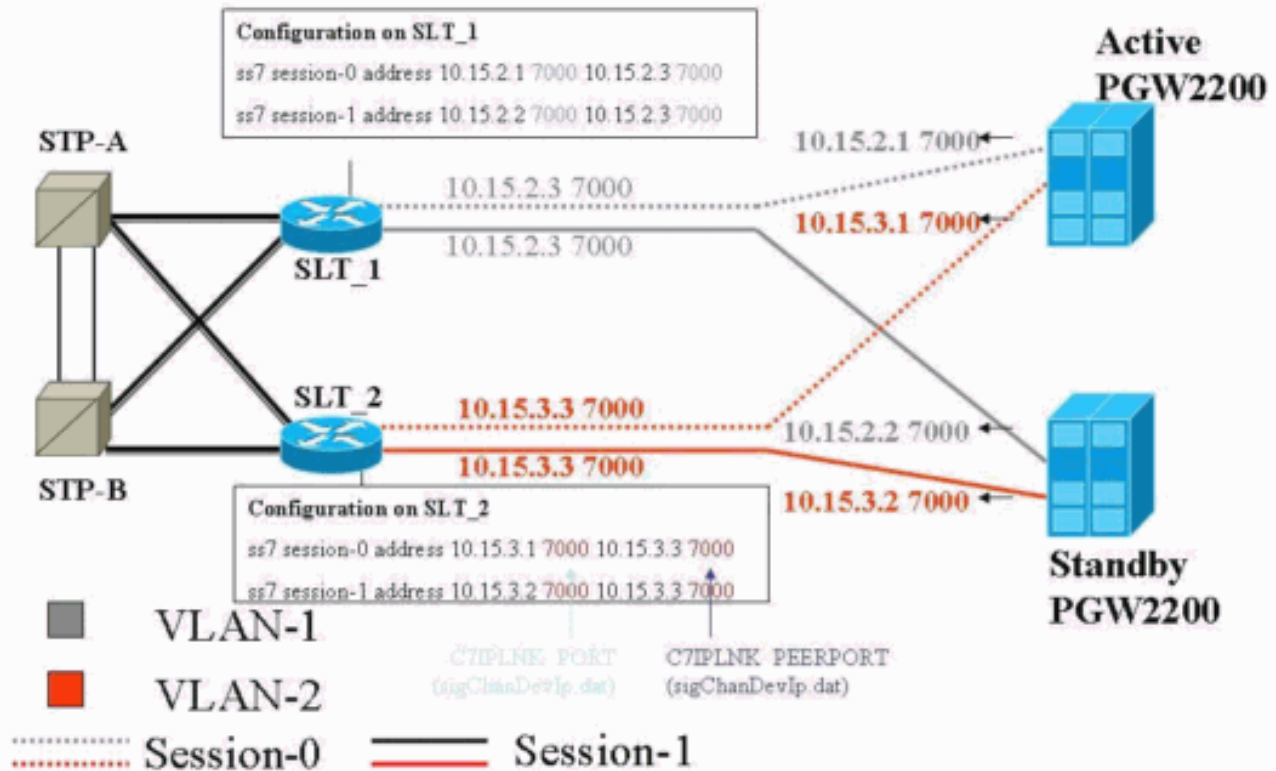 Configuration on SLT_1
ss7 session-0 address 10.15.2.1 7000 10.15.2.3 7000
ss7 session-1 address 10.15.2.2 7000 10.15.2.3 7000
Active
PGW2200
STP-A
10.15.2.1 7000
10.15.2.3 7000
10.15.3.1 7000
10.15.2.3 7000
SLT_1
SLT_2
10.15.3.3 7000
10.15.2.2 7000
10.15.3.3 7000
STP-B
10.15.3.2 7000
Configuration on SLT_2
ss7 session-0 address 10.15.3.1 7000 10.15.3.3 7000
ss7 session-1 address 10.15.3.2 7000 10.15.3.3 7000
Standby
PGW2200
VLAN-1
C7IPLNK PORT
(sigChanDevIp.dat)
C7IPLNK PEERPORT
(sigChanDevIp.dat)
VLAN-2
Session-0
Session-1